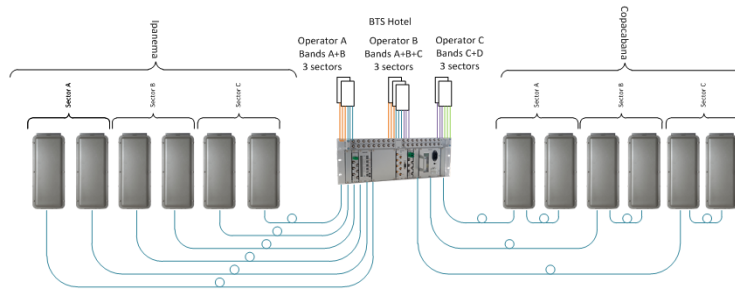 BTS Hotel
Operator A
Bands A+B
3 sectors
Operator B
Bands A+B+C
3 sectors
Operator C
Bands C+D
3 sectors
Ipanema
Sector A
Sector B
Sector C
Copacabana
Sector A
Sector B
Sector C